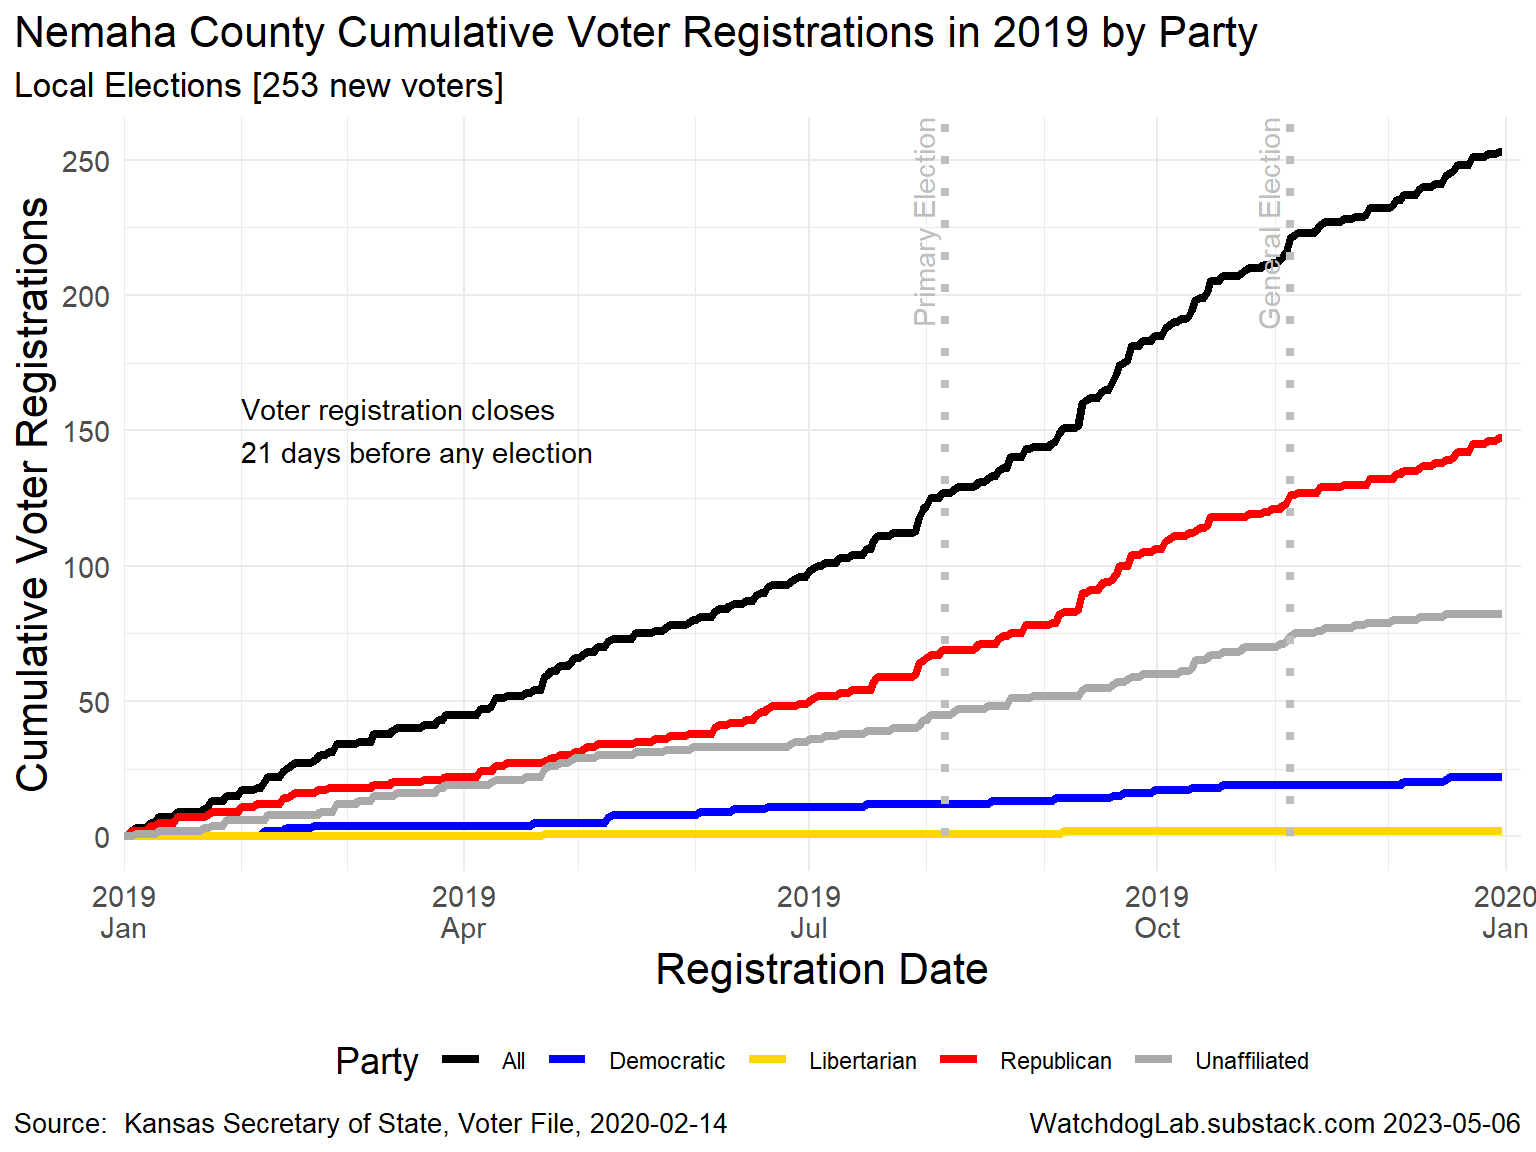 Nemaha County Cumulative Voter Registrations in 2019 by Party
Local Elections [253 new voters]
Cumulative Voter Registrations
250
200
150
100
50
0
Primary Election
General Election
Voter registration closes
21 days before any election
2019 2019 2019 2019 2020
Jan Apr Jul Oct Jan
Registration Date
Party All Democratic Libertarian Republican Unaffiliated
Source:  Kansas Secretary of State, Voter File, 2020-02-14
WatchdogLab.substack.com 2023-05-06